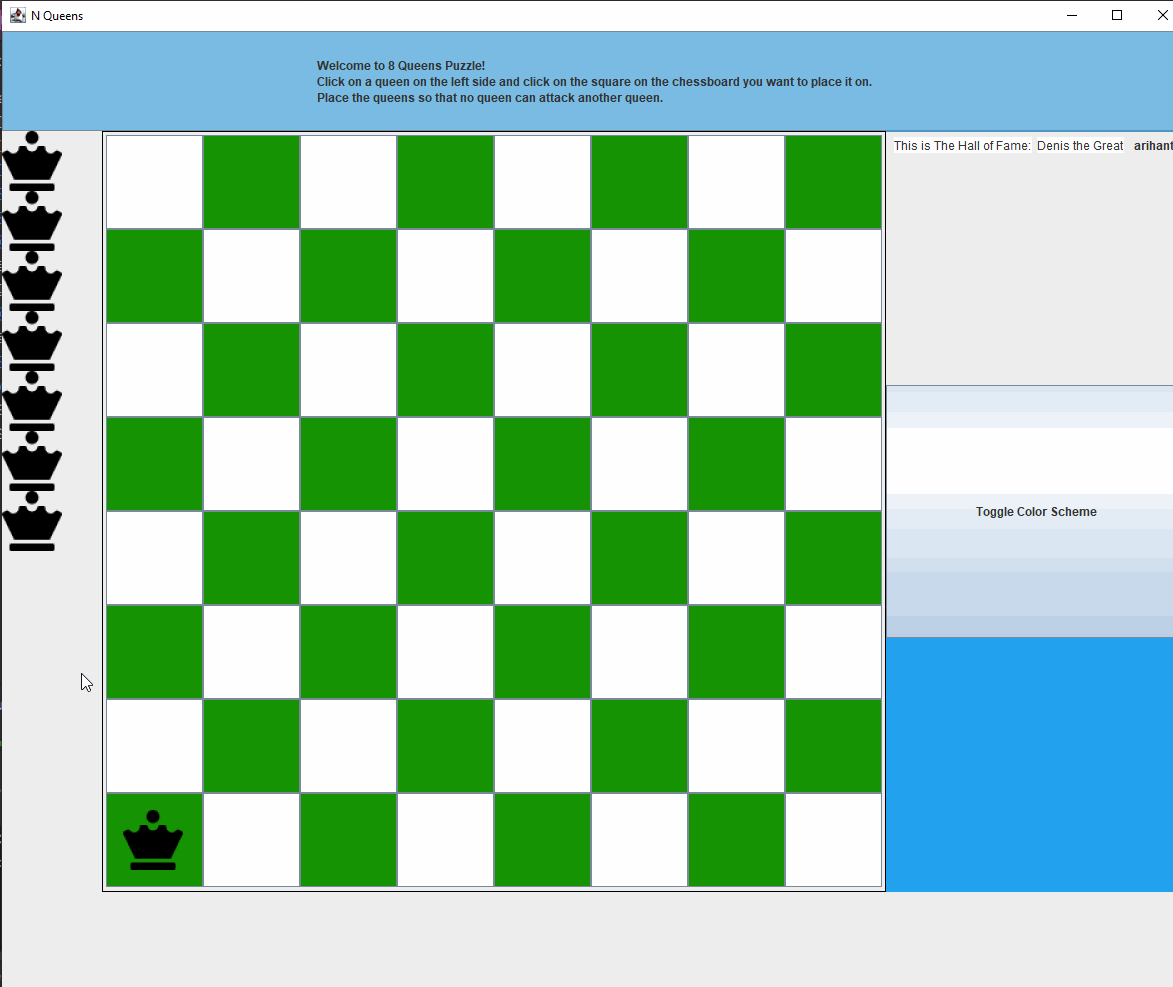 N Queens
Welcome to 8 Queens Puzzle!
Click on a queen on the left side and click on the square on the chessboard you want to place it on.
Place the queens so that no queen can attack another queen.
This is The Hall of Fame: Denis the Great arihant
Toggle Color Scheme